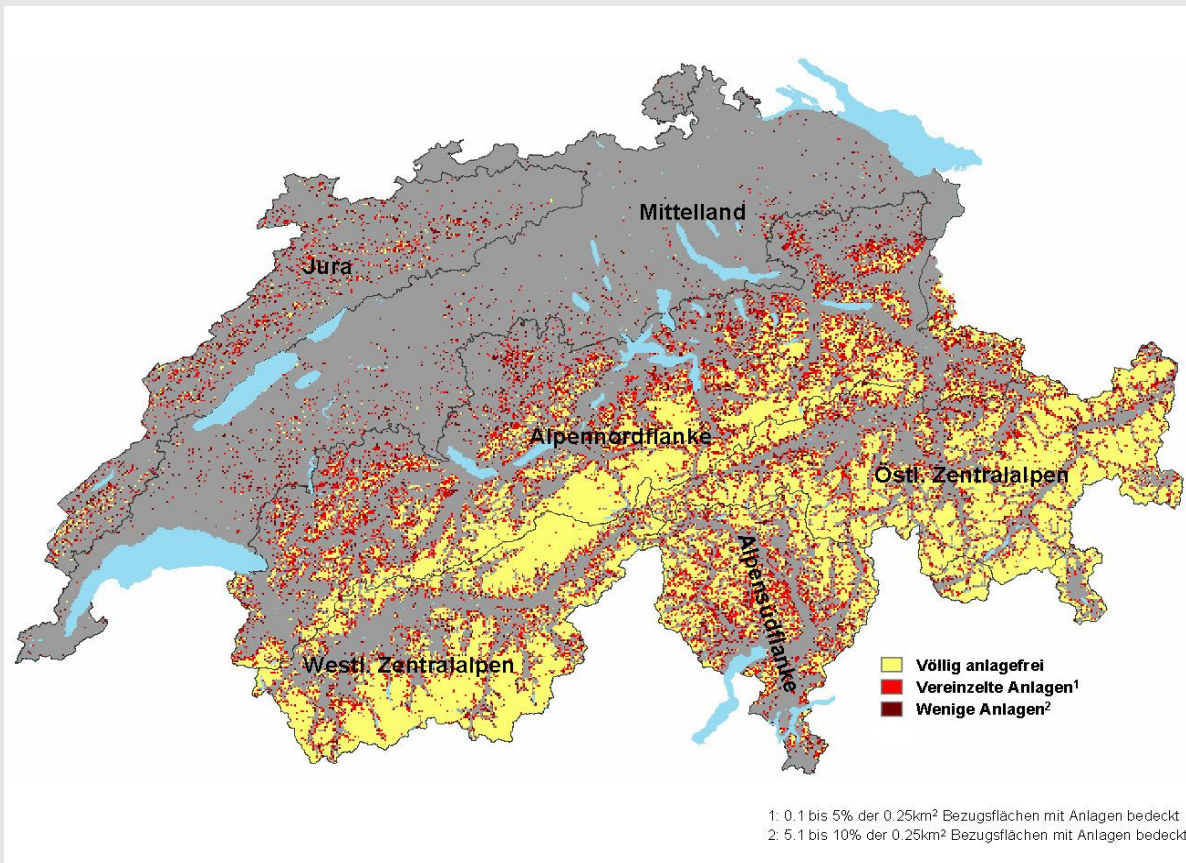 Mittelland
Jura
Alpennordflanke
Östl. Zentralalpen
Alpensüdflanke
Westl. Zentralalpen
Völlig anlagefrei
Vereinzelte Anlagen¹
Wenige Anlagen²
1: 0.1 bis 5% der 0.25km² Bezugsflächen mit Anlagen bedeckt
2: 5.1 bis 10% der 0.25km² Bezugsflächen mit Anlagen bedeckt